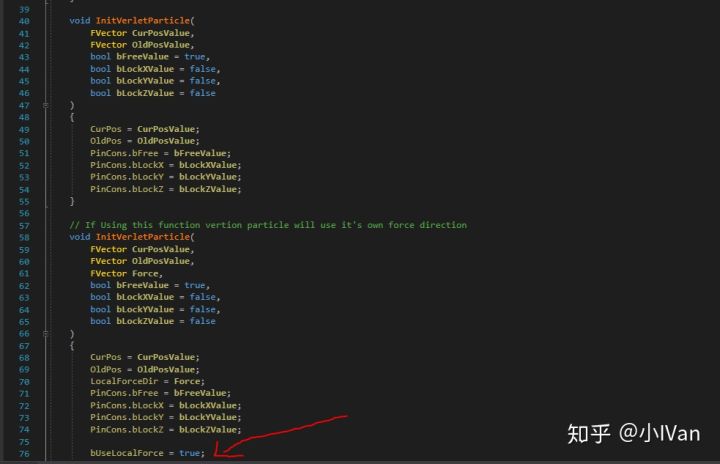 39
40 void InitVerletParticle(
41 FVector CurPosValue,
42 FVector OldPosValue,
43 bool bFreeValue = true,
44 bool bLockXValue = false,
45 bool bLockYValue = false,
46 bool bLockZValue = false
47 )
48 {
49 CurPos = CurPosValue;
50 OldPos = OldPosValue;
51 PinCons.bFree = bFreeValue;
52 PinCons.bLockX = bLockXValue;
53 PinCons.bLockY = bLockYValue;
54 PinCons.bLockZ = bLockZValue;
55 }
56
57 // If Using this function vertion particle will use it's own force direction
58 void InitVerletParticle(
59 FVector CurPosValue,
60 FVector OldPosValue,
61 FVector Force,
62 bool bFreeValue = true,
63 bool bLockXValue = false,
64 bool bLockYValue = false,
65 bool bLockZValue = false
66 )
67 {
68 CurPos = CurPosValue;
69 OldPos = OldPosValue;
70 LocalForceDir = Force;
71 PinCons.bFree = bFreeValue;
72 PinCons.bLockX = bLockXValue;
73 PinCons.bLockY = bLockYValue;
74 PinCons.bLockZ = bLockZValue;
75
76 bUseLocalForce = true;
知乎 @小IVan